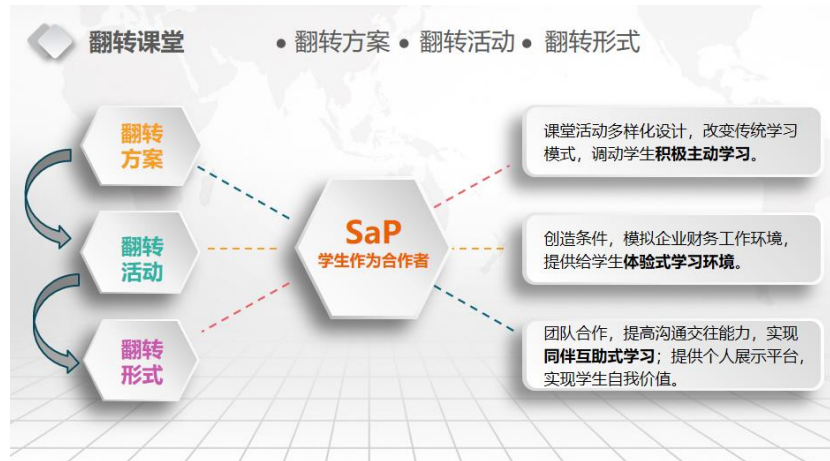 翻转课堂
● 翻转方案 ● 翻转活动 ● 翻转形式
翻转
方案
翻转
活动
翻转
形式
SaP
学生作为合作者
课堂活动多样化设计，改变传统学习
模式，调动学生积极主动学习。
创造条件，模拟企业财务工作环境，
提供给学生体验式学习环境。
团队合作，提高沟通交往能力，实现
同伴互助式学习；提供个人展示平台，
实现学生自我价值。